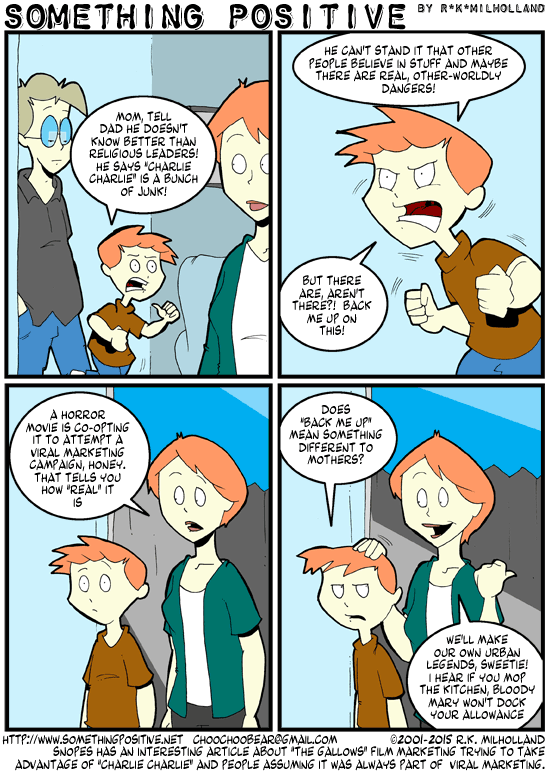 SOMETHING POSITIVE BY R*K*MILHOLLAND
MOM, TELL
DAD HE DOESN'T
KNOW BETTER THAN
RELIGIOUS LEADERS!
HE SAYS "CHARLIE
CHARLIE" IS A BUNCH
OF JUNK!
HE CAN'T STAND IT THAT OTHER
PEOPLE BELIEVE IN STUFF AND MAYBE
THERE ARE REAL, OTHER-WORLDLY
DANGERS!
BUT THERE
ARE, AREN'T
THERE?! BACK
ME UP ON
THIS!
A HORROR
MOVIE IS CO-OPTING
IT TO ATTEMPT A
VIRAL MARKETING
CAMPAIGN, HONEY.
THAT TELLS YOU
HOW "REAL" IT
IS
DOES
"BACK ME UP"
MEAN SOMETHING
DIFFERENT TO
MOTHERS?
WE'LL MAKE
OUR OWN URBAN
LEGENDS, SWEETIE!
I HEAR IF YOU MOP
THE KITCHEN, BLOODY
MARY WON'T DOCK
YOUR ALLOWANCE
HTTP://WWW.SOMETHINGPOSITIVE.NET CHOOCHOOBEAR@GMAIL.COM ©2001-2015 R.K. MILHOLLAND
SNOPES HAS AN INTERESTING ARTICLE ABOUT "THE GALLOWS" FILM MARKETING TRYING TO TAKE
ADVANTAGE OF "CHARLIE CHARLIE" AND PEOPLE ASSUMING IT WAS ALWAYS PART OF VIRAL MARKETING.